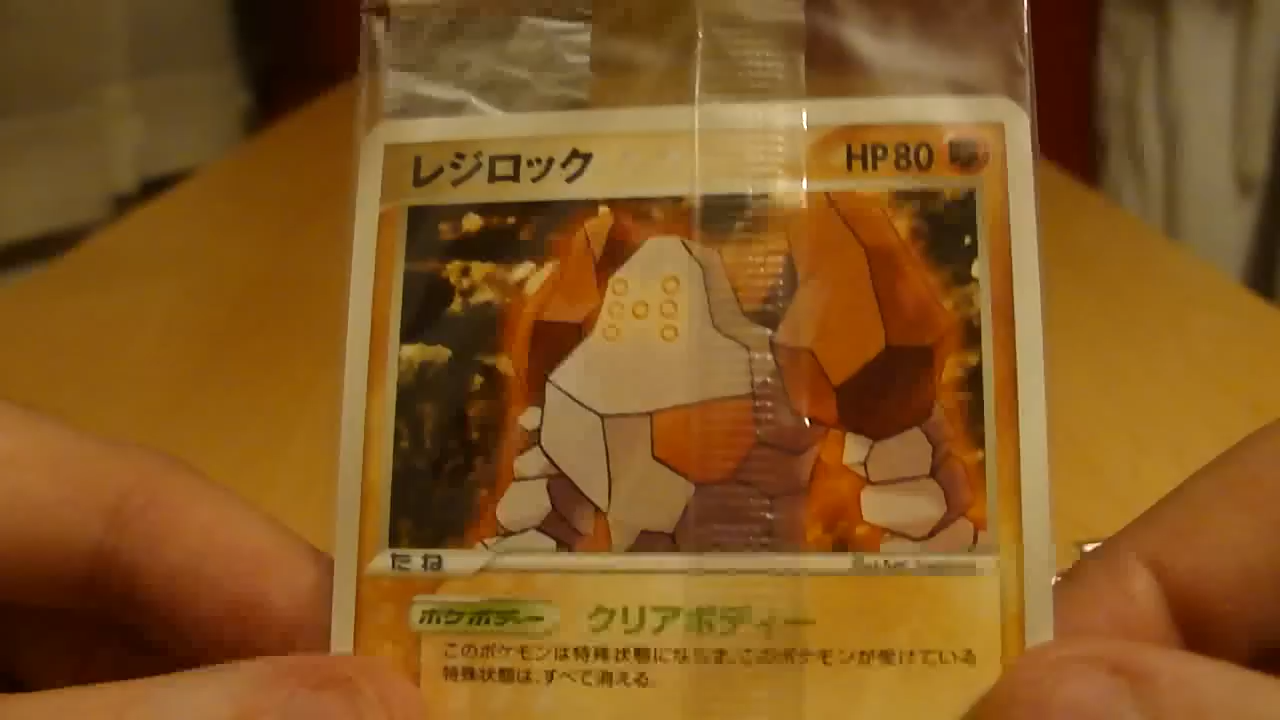 レジロック
HP80
たね
ポケボディー
クリアボディー
このポケモンは特殊状態にならず、このポケモンが受けている
特殊状態は、すべて消える。